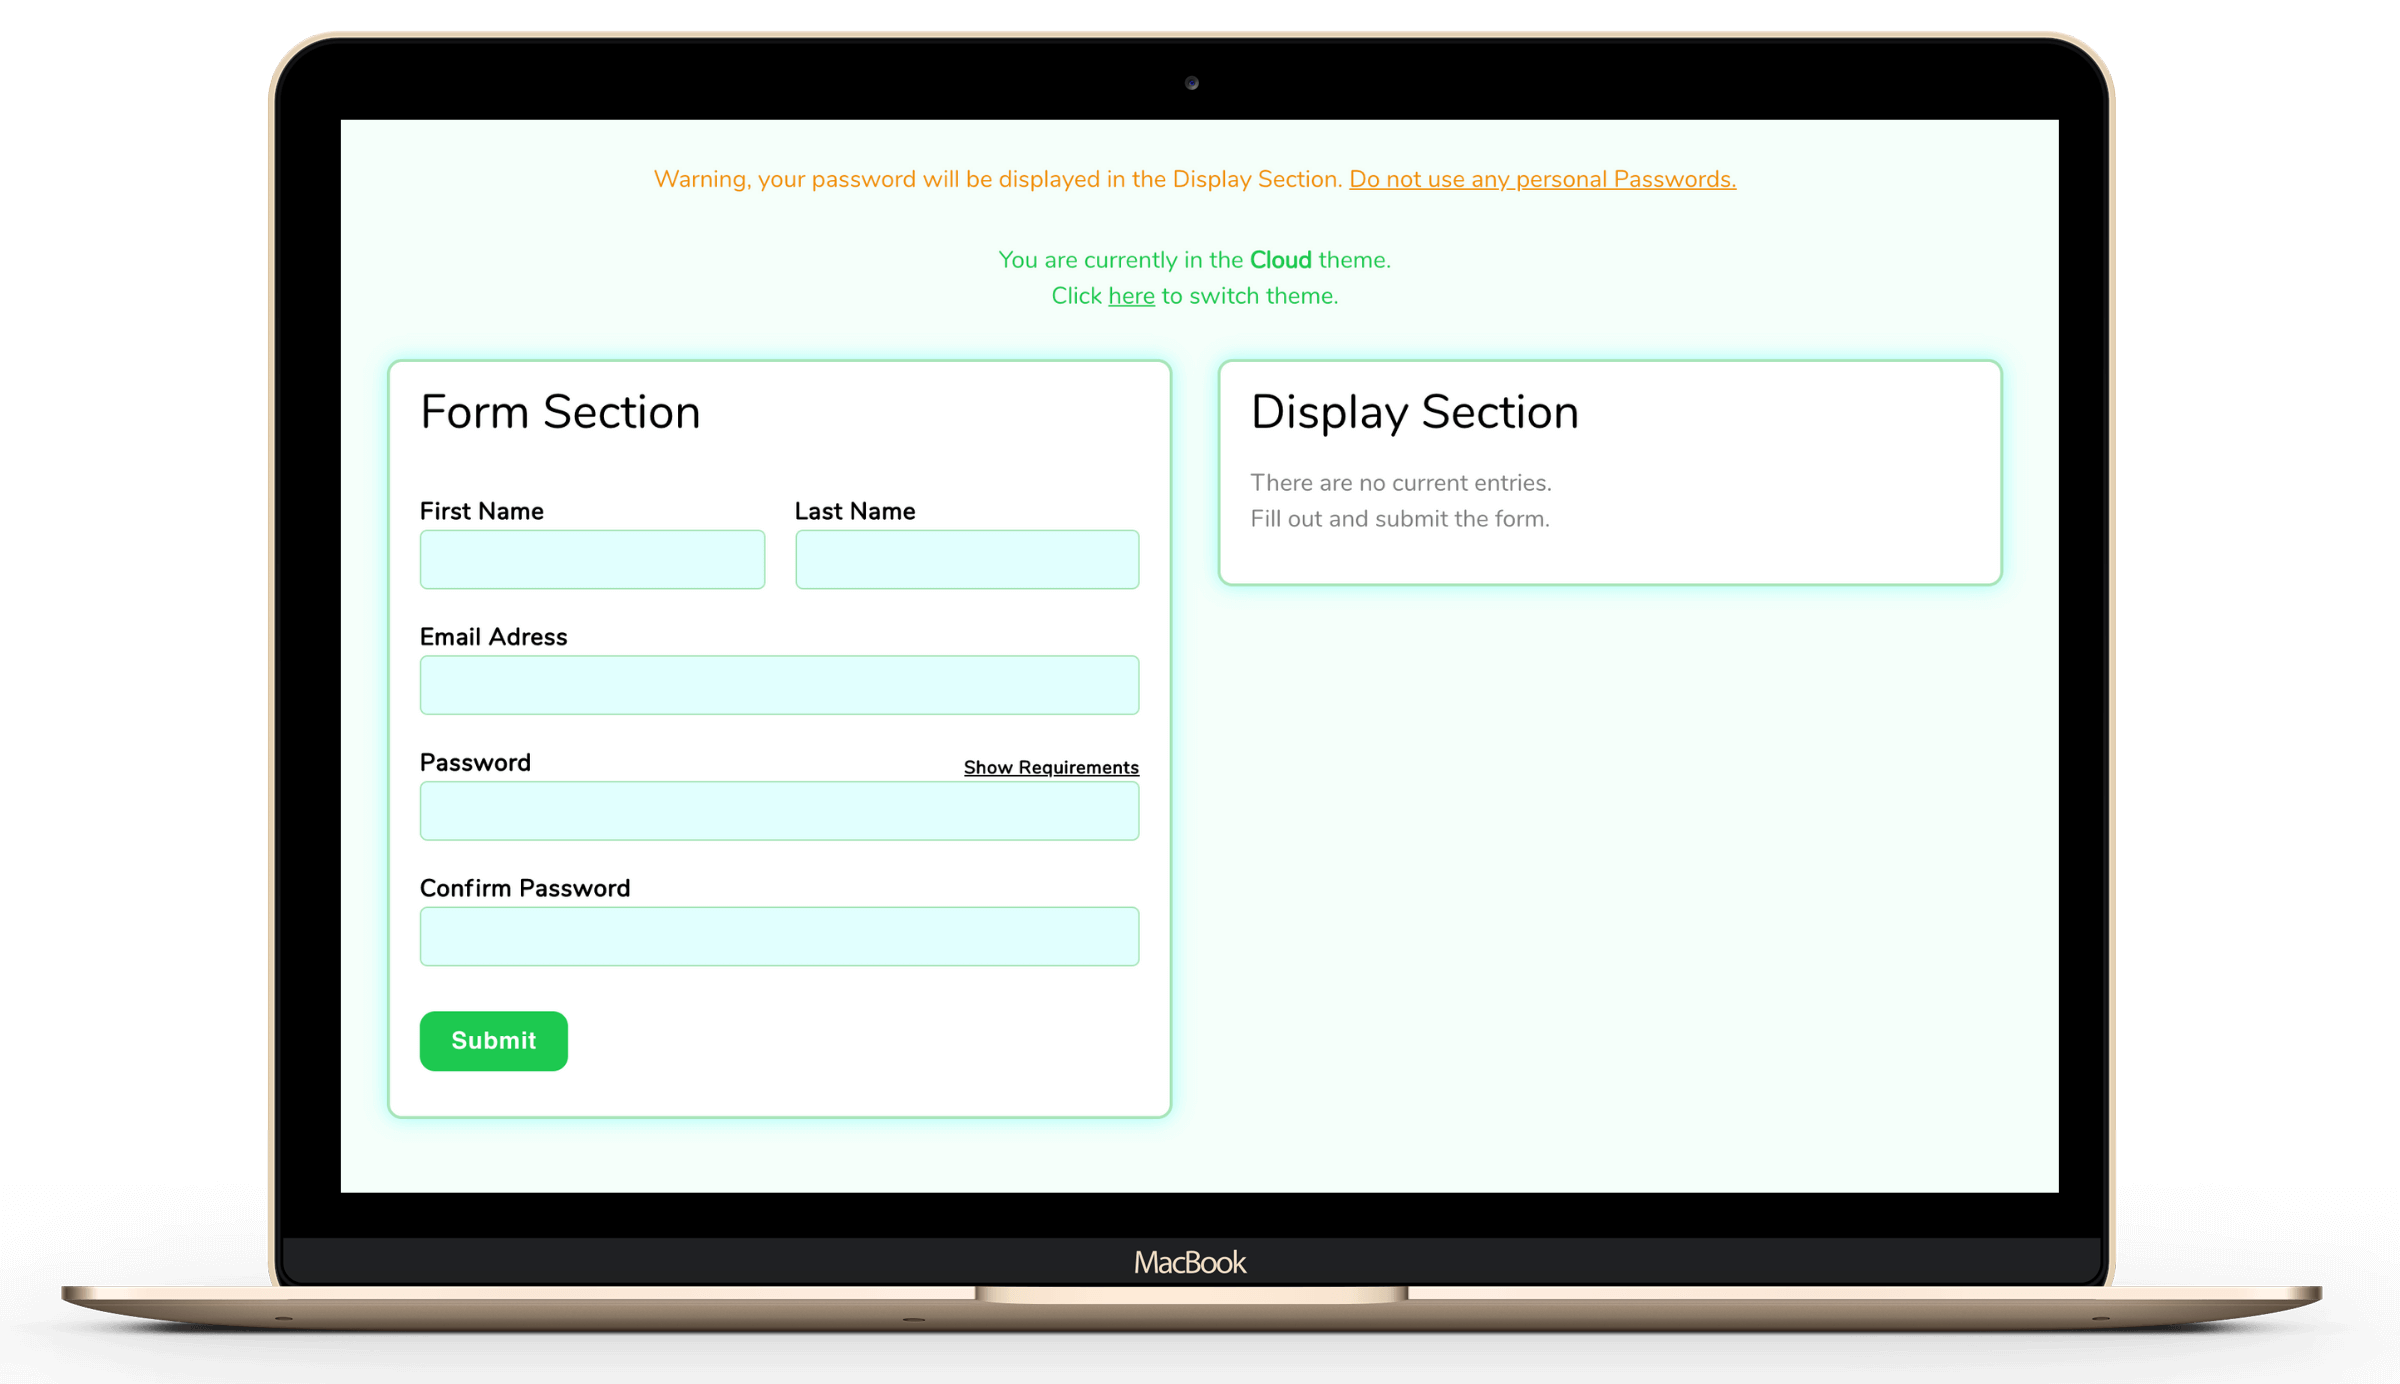 Warning, your password will be displayed in the Display Section. Do not use any personal Passwords.
You are currently in the Cloud theme.
Click here to switch theme.
Form Section
First Name
Last Name
Email Adress
Password
Show Requirements
Confirm Password
Submit
Display Section
There are no current entries.
Fill out and submit the form.
MacBook